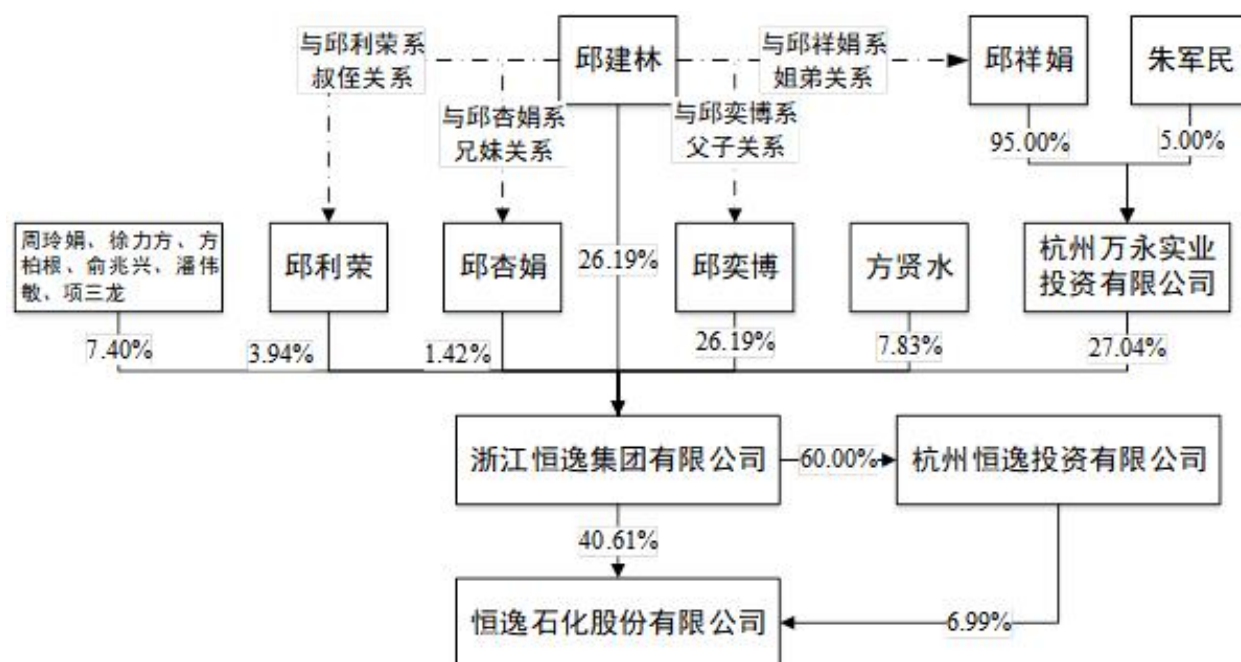 与邱利荣系
叔侄关系
邱建林
与邱祥娟系
姐弟关系
邱祥娟
朱军民
与邱杏娟系
兄妹关系
与邱奕博系
父子关系
95.00%
5.00%
周玲娟、徐力方、方
柏根、俞兆兴、潘伟
敏、项三龙
邱利荣
邱杏娟
26.19%
邱奕博
方贤水
杭州万永实业
投资有限公司
7.40%
3.94%
1.42%
26.19%
7.83%
27.04%
浙江恒逸集团有限公司
60.00%
杭州恒逸投资有限公司
40.61%
恒逸石化股份有限公司
6.99%